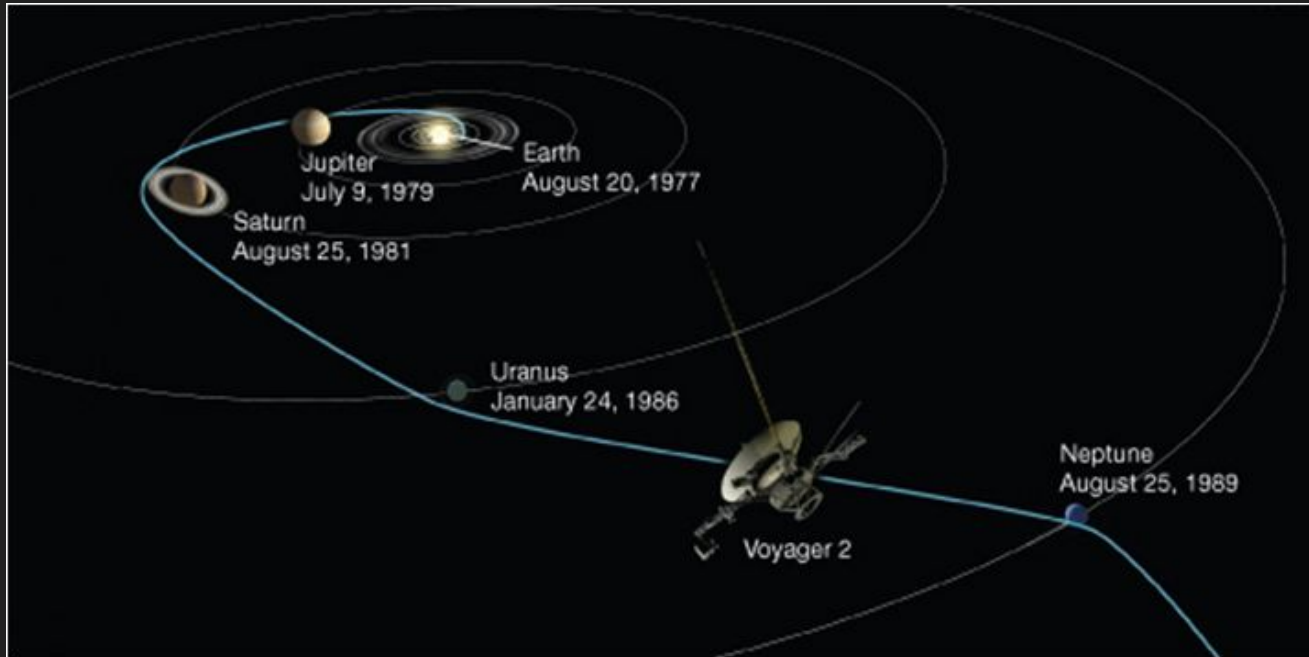 Earth
August 20, 1977
Jupiter
July 9, 1979
Saturn
August 25, 1981
Uranus
January 24, 1986
Neptune
August 25, 1989
Voyager 2